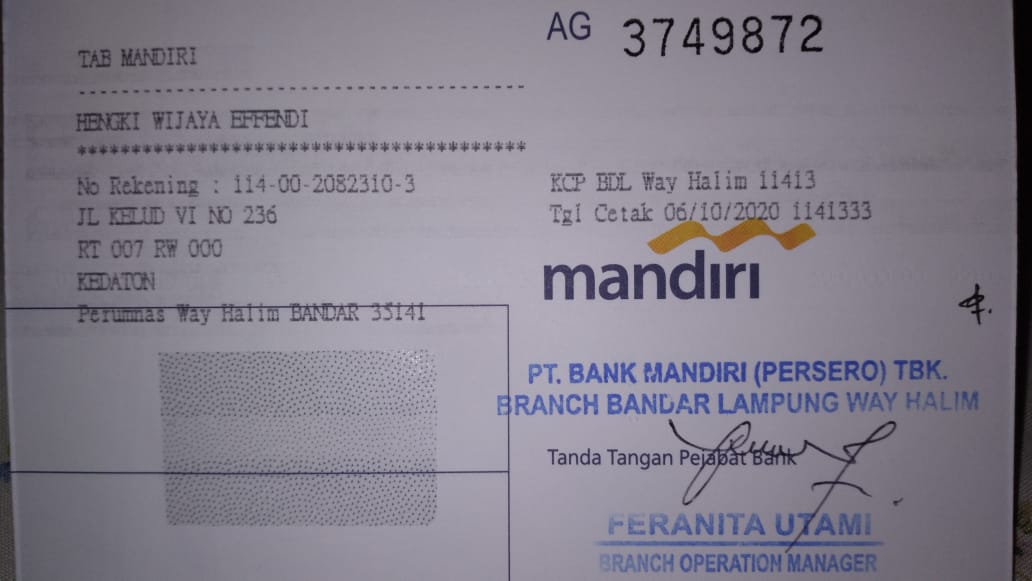 AG 3749872
TAB MANDIRI
------------------------------------------
HENGKI WIJAYA EFFENDI
******************************************
No Rekening : 114-00-2082310-3
JL KELUD VI NO 236
RT 007 RW 000
KEDATON
Perumnas Way Halim BANDAR 35141
KCP BDL Way Halim 11413
Tgl Cetak 06/10/2020 1141333
mandırı
PT. BANK MANDIRI (PERSERO) TBK.
BRANCH BANDAR LAMPUNG WAY HALIM
Tanda Tangan Pejabat Bank
FERANITA UTAMI
BRANCH OPERATION MANAGER